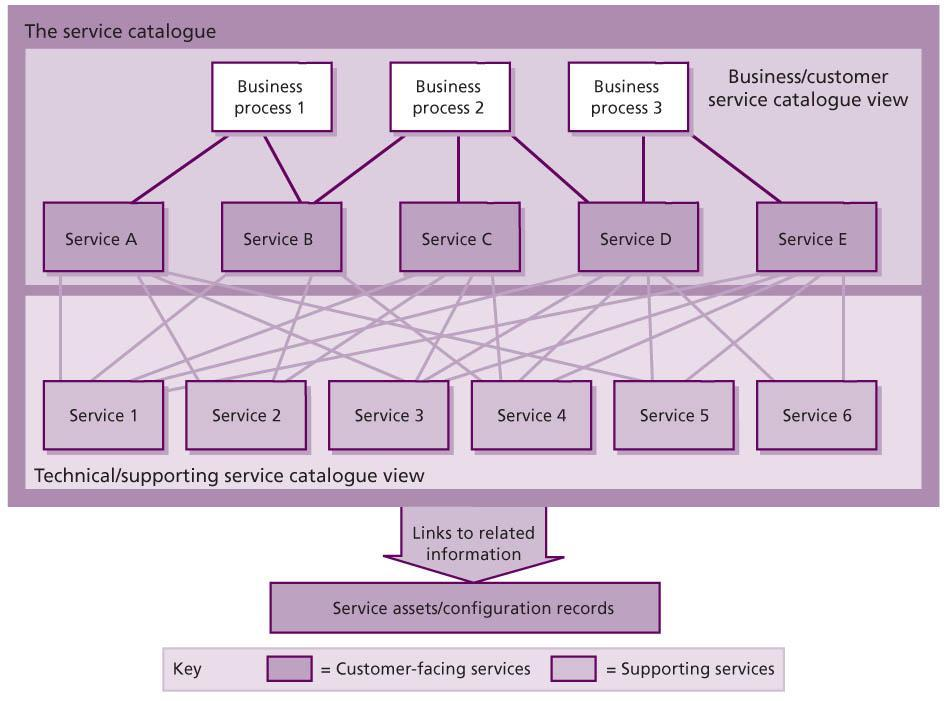 The service catalogue
Business
process 1
Business
process 2
Business
process 3
Business/customer
service catalogue view
Service A
Service B
Service C
Service D
Service E
Service 1
Service 2
Service 3
Service 4
Service 5
Service 6
Technical/supporting service catalogue view
Links to related
information
Service assets/configuration records
Key
= Customer-facing services
= Supporting services